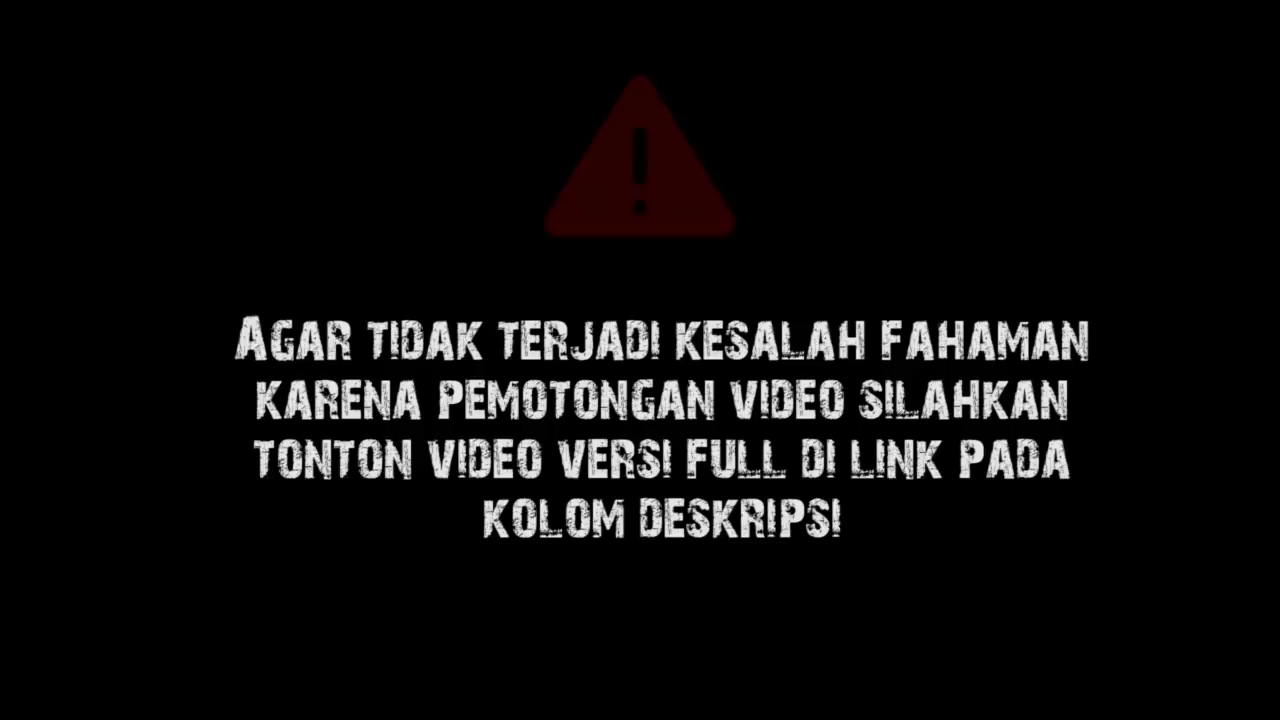 Agar tidak terjadi kesalah fahaman
karena pemotongan video silahkan
tonton video versi full di link pada
kolom deskripsi